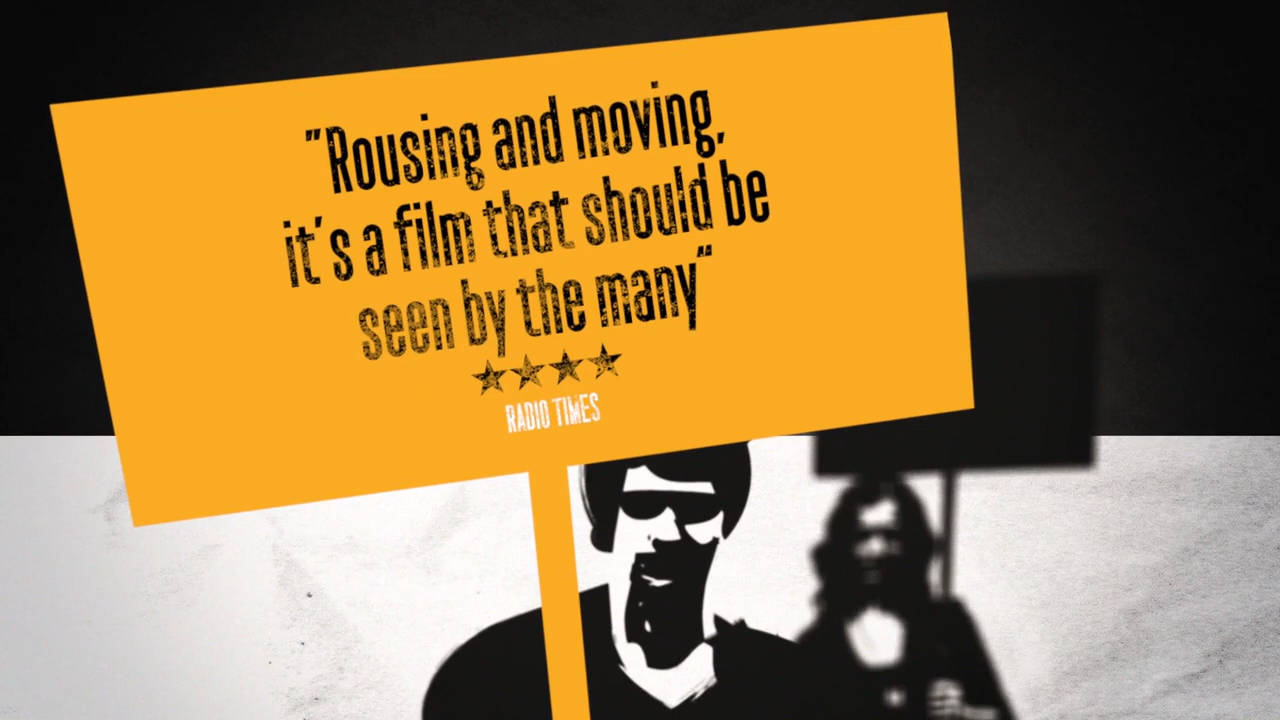 "Rousing and moving,
it's a film that should be
seen by the many"
★★★★
RADIO TIMES